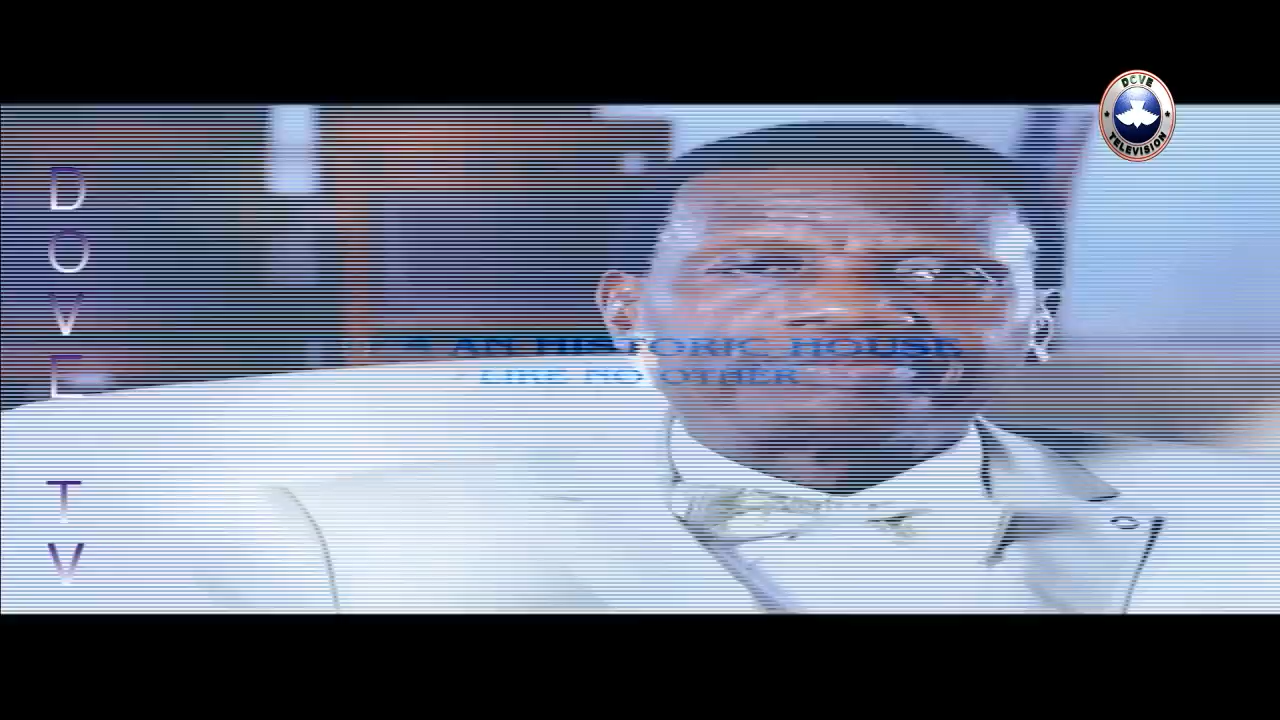 DOVE
TELEVISION
D
O
V
E
T
V
AN HISTORIC HOUSE
LIKE NO OTHER